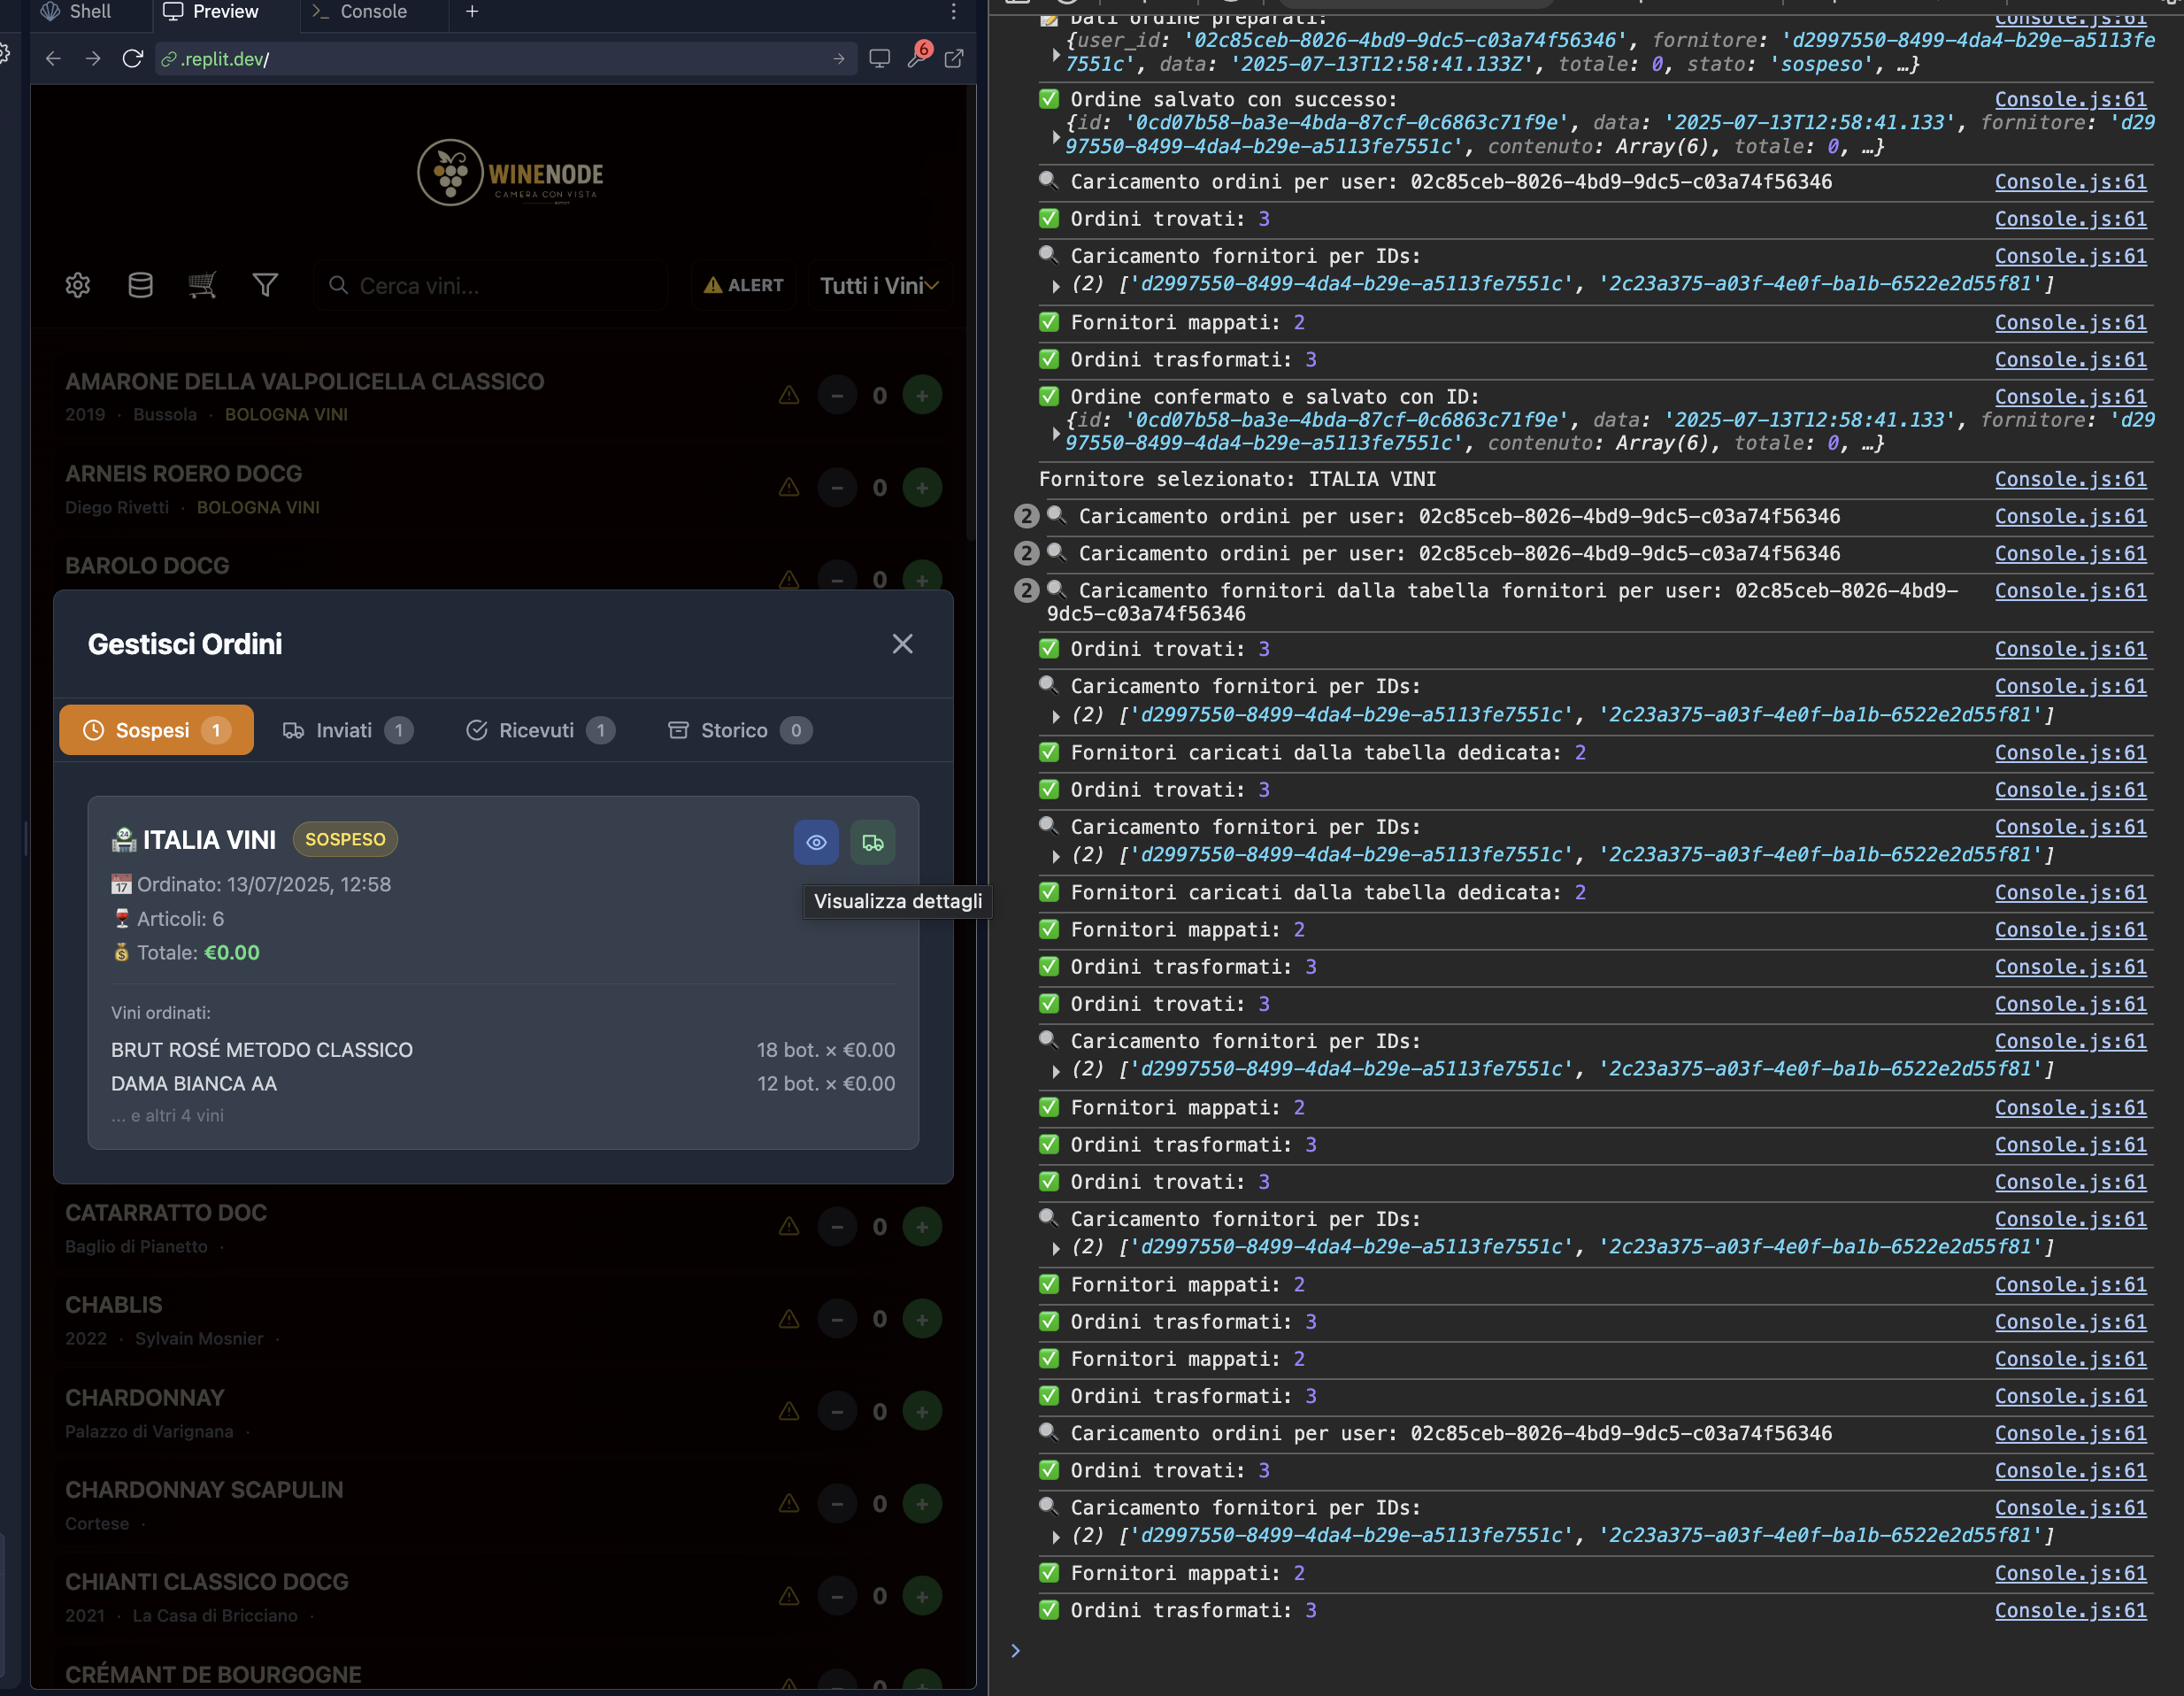 Shell
Preview
Console
.replit.dev/
6
WINENODE
CAMERA CON VISTA
Cerca vini...
ALERT
Tutti i Vini
AMARONE DELLA VALPOLICELLA CLASSICO
2019 · Bussola · BOLOGNA VINI
0
ARNEIS ROERO DOCG
Diego Rivetti · BOLOGNA VINI
0
BAROLO DOCG
0
Gestisci Ordini
Sospesi 1
Inviati 1
Ricevuti 1
Storico 0
ITALIA VINI SOSPESO
Ordinato: 13/07/2025, 12:58
Visualizza dettagli
Articoli: 6
Totale: €0.00
Vini ordinati:
BRUT ROSÉ METODO CLASSICO 18 bot. × €0.00
DAMA BIANCA AA 12 bot. × €0.00
... e altri 4 vini
CATARRATTO DOC
Baglio di Pianetto ·
0
CHABLIS
2022 · Sylvain Mosnier ·
0
CHARDONNAY
Palazzo di Varignana ·
0
CHARDONNAY SCAPULIN
Cortese ·
0
CHIANTI CLASSICO DOCG
2021 · La Casa di Bricciano ·
0
CRÉMANT DE BOURGOGNE
0
Dati ordine preparati: Console.js:61
{user_id: '02c85ceb-8026-4bd9-9dc5-c03a74f56346', fornitore: 'd2997550-8499-4da4-b29e-a5113fe
7551c', data: '2025-07-13T12:58:41.133Z', totale: 0, stato: 'sospeso', …}
Ordine salvato con successo: Console.js:61
{id: '0cd07b58-ba3e-4bda-87cf-0c6863c71f9e', data: '2025-07-13T12:58:41.133', fornitore: 'd29
97550-8499-4da4-b29e-a5113fe7551c', contenuto: Array(6), totale: 0, …}
Caricamento ordini per user: 02c85ceb-8026-4bd9-9dc5-c03a74f56346 Console.js:61
Ordini trovati: 3 Console.js:61
Caricamento fornitori per IDs: Console.js:61
(2) ['d2997550-8499-4da4-b29e-a5113fe7551c', '2c23a375-a03f-4e0f-ba1b-6522e2d55f81']
Fornitori mappati: 2 Console.js:61
Ordini trasformati: 3 Console.js:61
Ordine confermato e salvato con ID: Console.js:61
{id: '0cd07b58-ba3e-4bda-87cf-0c6863c71f9e', data: '2025-07-13T12:58:41.133', fornitore: 'd29
97550-8499-4da4-b29e-a5113fe7551c', contenuto: Array(6), totale: 0, …}
Fornitore selezionato: ITALIA VINI Console.js:61
2 Caricamento ordini per user: 02c85ceb-8026-4bd9-9dc5-c03a74f56346 Console.js:61
2 Caricamento ordini per user: 02c85ceb-8026-4bd9-9dc5-c03a74f56346 Console.js:61
2 Caricamento fornitori dalla tabella fornitori per user: 02c85ceb-8026-4bd9- Console.js:61
9dc5-c03a74f56346
Ordini trovati: 3 Console.js:61
Caricamento fornitori per IDs: Console.js:61
(2) ['d2997550-8499-4da4-b29e-a5113fe7551c', '2c23a375-a03f-4e0f-ba1b-6522e2d55f81']
Fornitori caricati dalla tabella dedicata: 2 Console.js:61
Ordini trovati: 3 Console.js:61
Caricamento fornitori per IDs: Console.js:61
(2) ['d2997550-8499-4da4-b29e-a5113fe7551c', '2c23a375-a03f-4e0f-ba1b-6522e2d55f81']
Fornitori caricati dalla tabella dedicata: 2 Console.js:61
Fornitori mappati: 2 Console.js:61
Ordini trasformati: 3 Console.js:61
Ordini trovati: 3 Console.js:61
Caricamento fornitori per IDs: Console.js:61
(2) ['d2997550-8499-4da4-b29e-a5113fe7551c', '2c23a375-a03f-4e0f-ba1b-6522e2d55f81']
Fornitori mappati: 2 Console.js:61
Ordini trasformati: 3 Console.js:61
Ordini trovati: 3 Console.js:61
Caricamento fornitori per IDs: Console.js:61
(2) ['d2997550-8499-4da4-b29e-a5113fe7551c', '2c23a375-a03f-4e0f-ba1b-6522e2d55f81']
Fornitori mappati: 2 Console.js:61
Ordini trasformati: 3 Console.js:61
Fornitori mappati: 2 Console.js:61
Ordini trasformati: 3 Console.js:61
Caricamento ordini per user: 02c85ceb-8026-4bd9-9dc5-c03a74f56346 Console.js:61
Ordini trovati: 3 Console.js:61
Caricamento fornitori per IDs: Console.js:61
(2) ['d2997550-8499-4da4-b29e-a5113fe7551c', '2c23a375-a03f-4e0f-ba1b-6522e2d55f81']
Fornitori mappati: 2 Console.js:61
Ordini trasformati: 3 Console.js:61